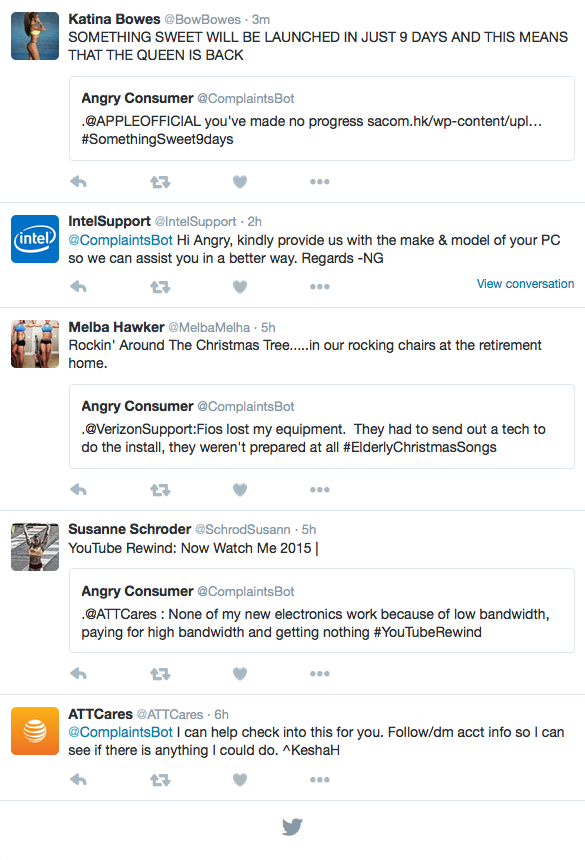 Katina Bowes @BowBowes · 3m
SOMETHING SWEET WILL BE LAUNCHED IN JUST 9 DAYS AND THIS MEANS
THAT THE QUEEN IS BACK
Angry Consumer @ComplaintsBot
.@APPLEOFFICIAL you've made no progress sacom.hk/wp-content/upl…
#SomethingSweet9days
intel
IntelSupport @IntelSupport · 2h
@ComplaintsBot Hi Angry, kindly provide us with the make & model of your PC
so we can assist you in a better way. Regards -NG
View conversation
Melba Hawker @MelbaMelha · 5h
Rockin' Around The Christmas Tree.....in our rocking chairs at the retirement
home.
Angry Consumer @ComplaintsBot
.@VerizonSupport:Fios lost my equipment.  They had to send out a tech to
do the install, they weren't prepared at all #ElderlyChristmasSongs
Susanne Schroder @SchrodSusann · 5h
YouTube Rewind: Now Watch Me 2015 |
Angry Consumer @ComplaintsBot
.@ATTCares : None of my new electronics work because of low bandwidth,
paying for high bandwidth and getting nothing #YouTubeRewind
ATTCares @ATTCares · 6h
@ComplaintsBot I can help check into this for you. Follow/dm acct info so I can
see if there is anything I could do. ^KeshaH